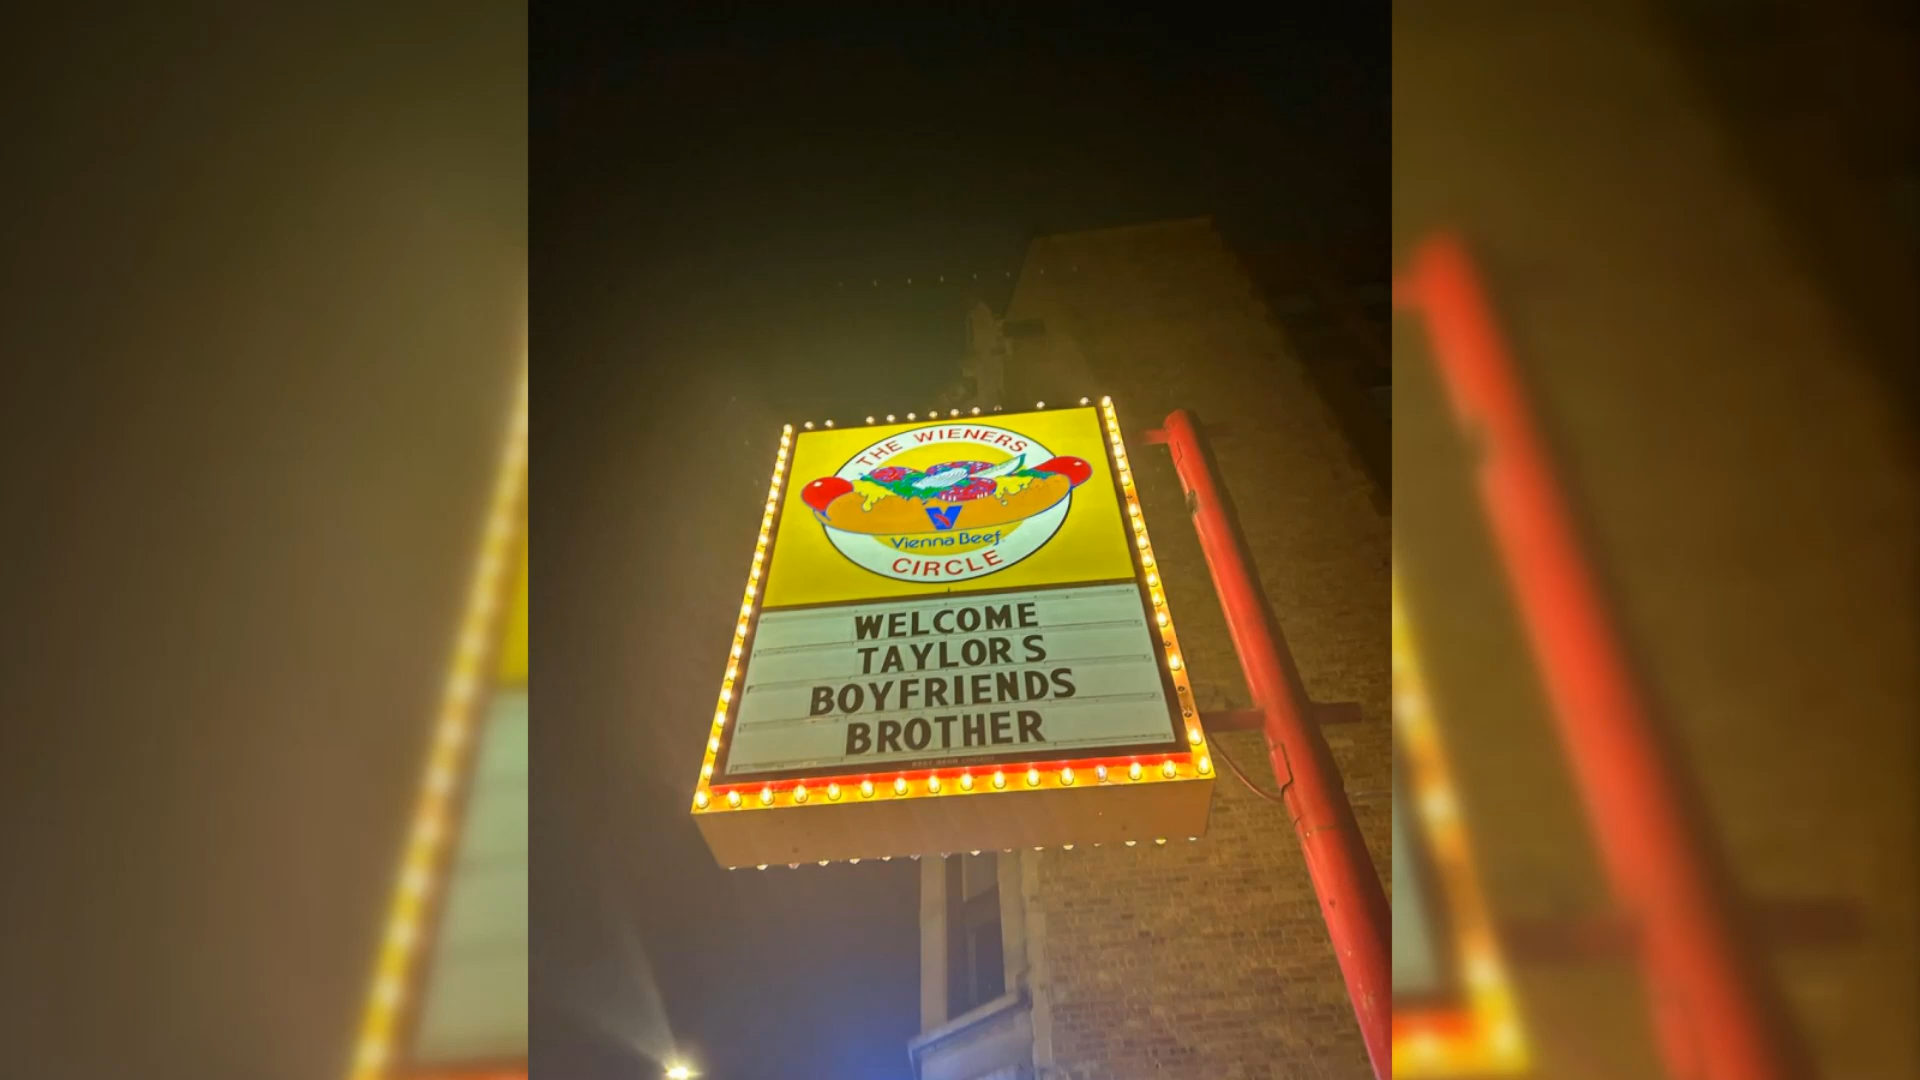 THE WIENERS
Vienna Beef
CIRCLE
WELCOME
TAYLOR S
BOYFRIENDS
BROTHER